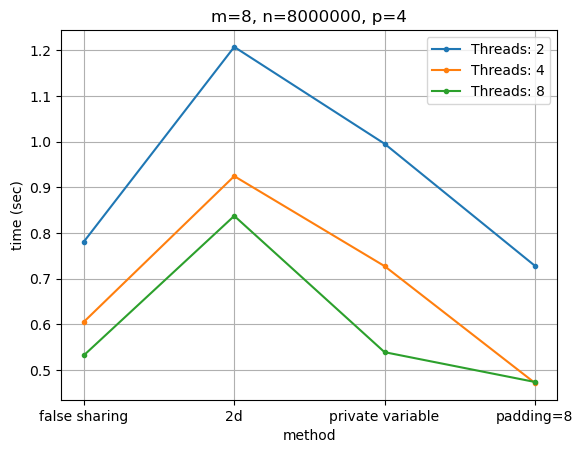 m=8, n=8000000, p=4
Threads: 2
Threads: 4
Threads: 8
time (sec)
1.2
1.1
1.0
0.9
0.8
0.7
0.6
0.5
false sharing
2d
private variable
padding=8
method